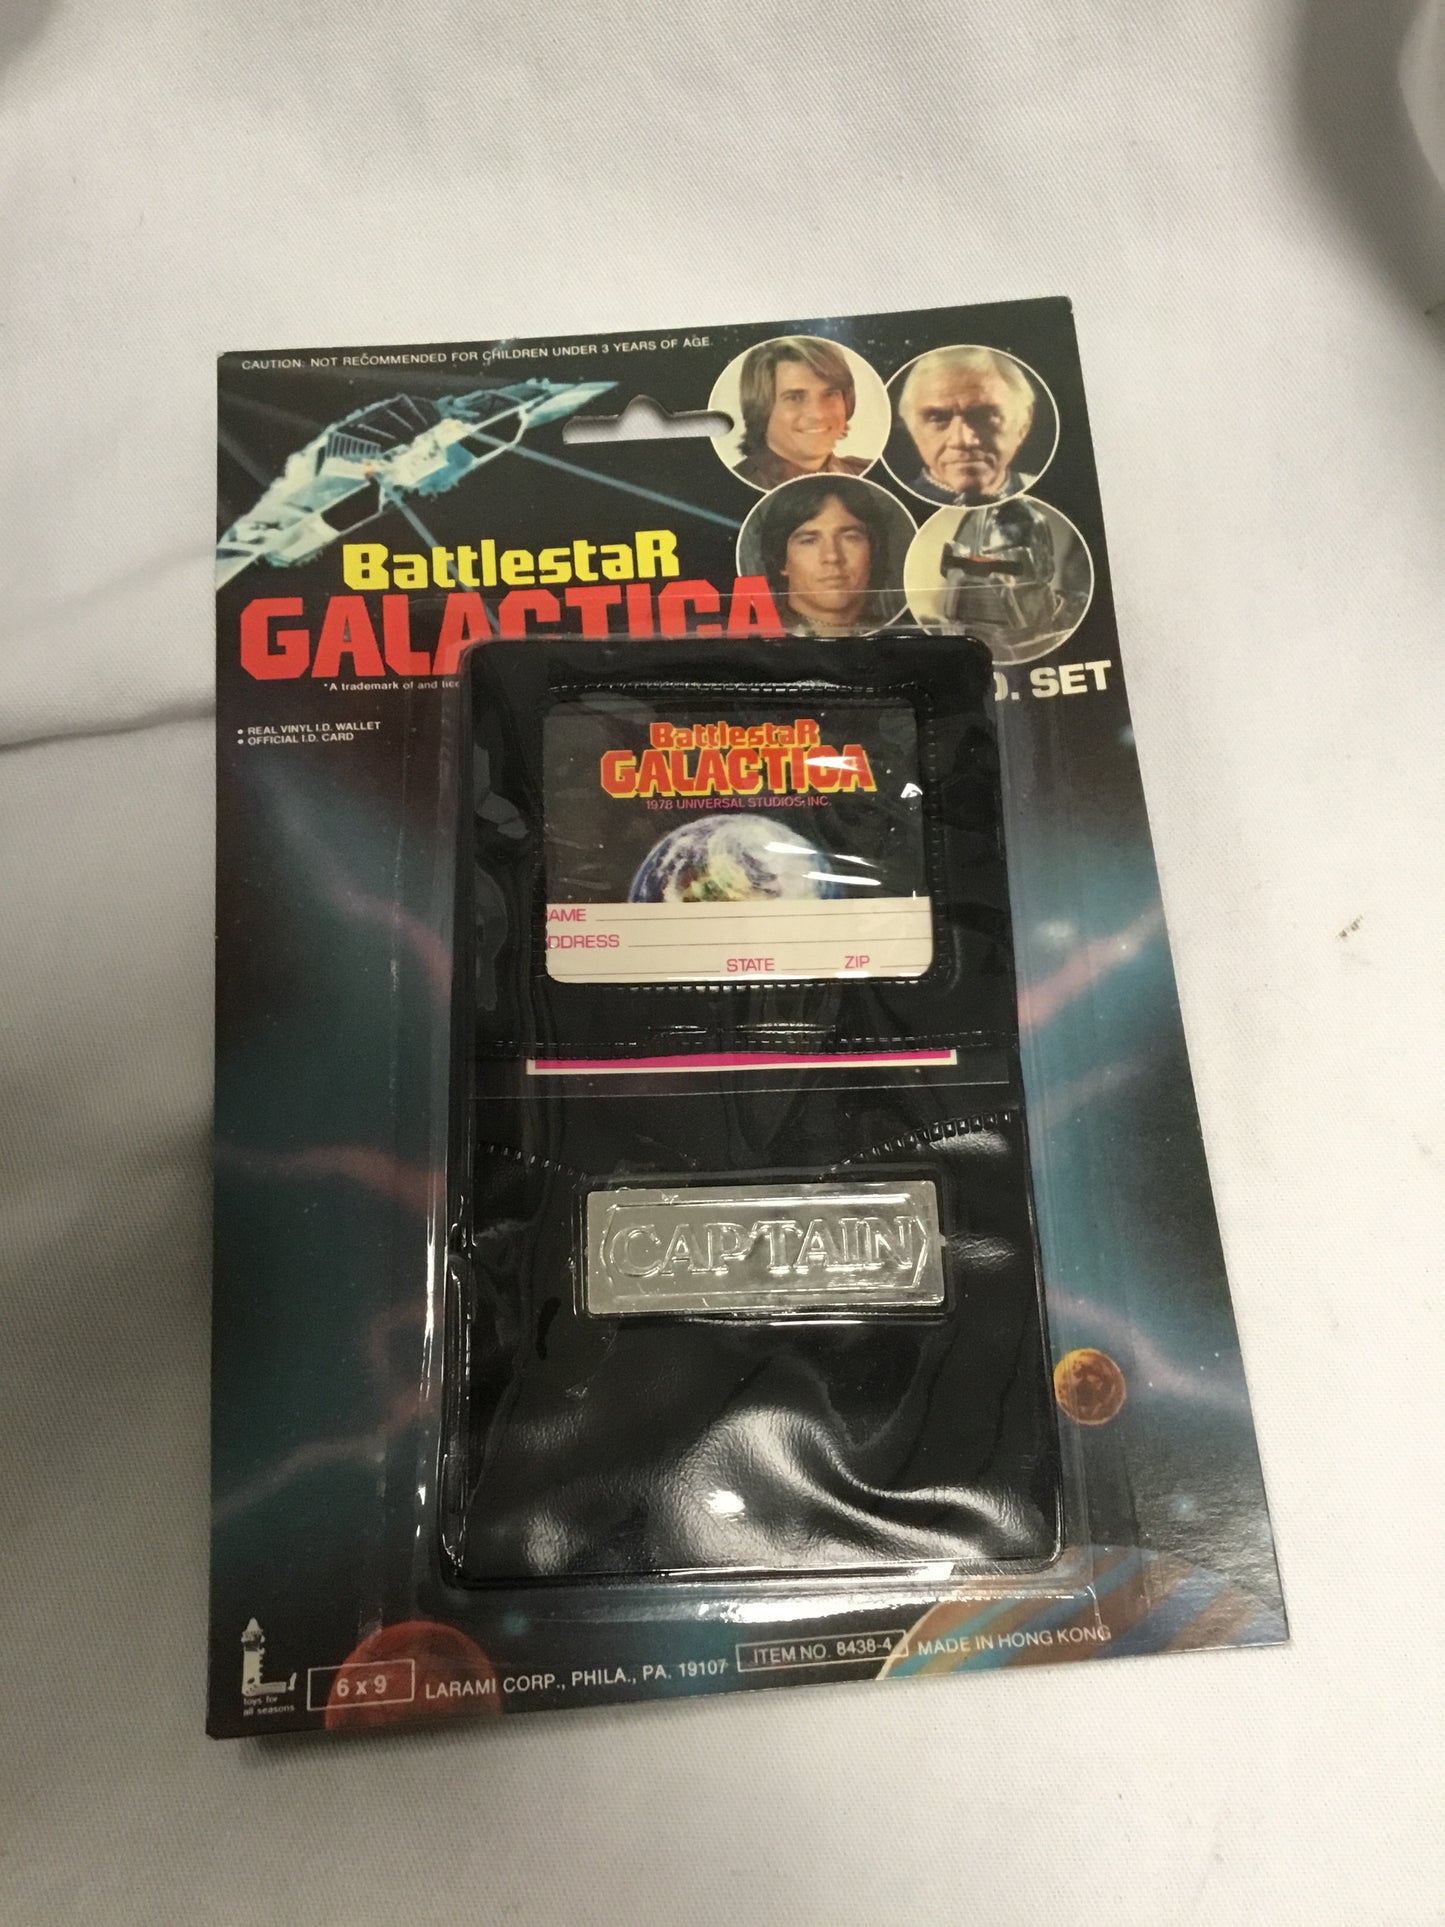 CAUTION: NOT RECOMMENDED FOR CHILDREN UNDER 3 YEARS OF AGE.
BattlestaR
GALACTICA
*A trademark of and
. SET
• REAL VINYL I.D. WALLET
• OFFICIAL I.D. CARD
BattlestaR
GALACTICA
1978 UNIVERSAL STUDIOS, INC.
AME
DDRESS
STATE ZIP
CAPTAIN
toys for
all seasons
6 x 9
LARAMI CORP., PHILA., PA. 19107
ITEM NO. 8438-4
MADE IN HONG KONG